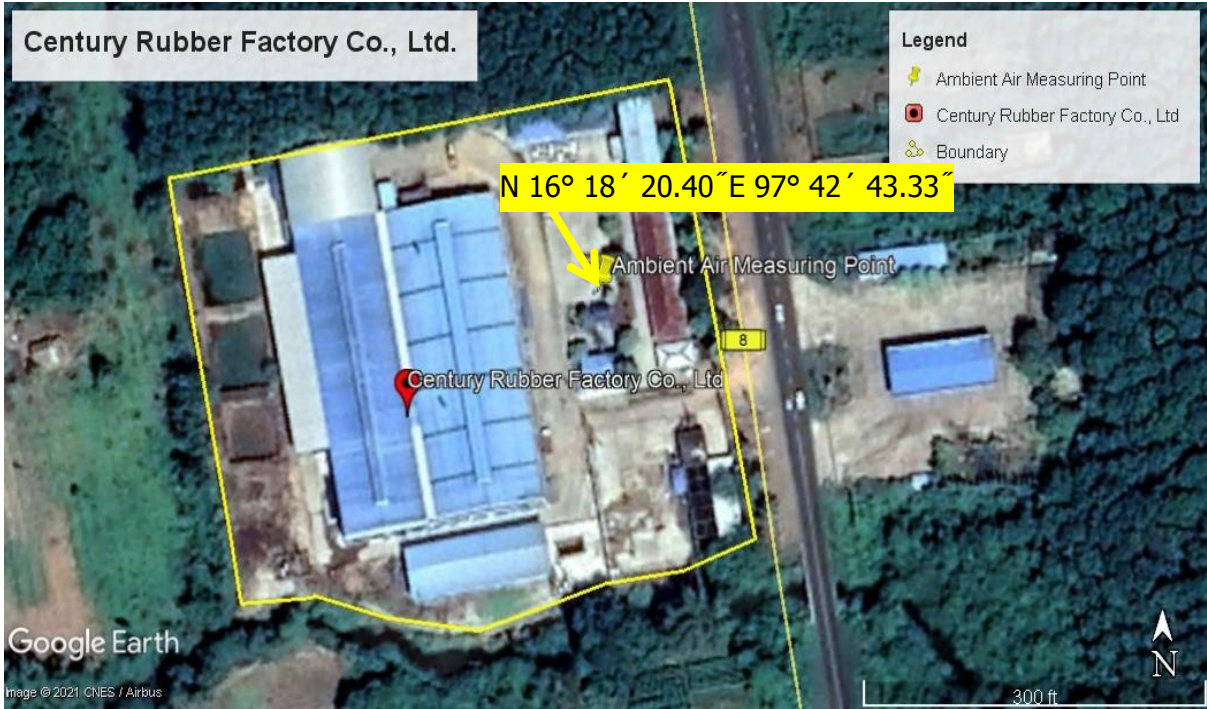 Century Rubber Factory Co., Ltd.
Legend
Ambient Air Measuring Point
Century Rubber Factory Co., Ltd
Boundary
N 16° 18´ 20.40˝E 97° 42´ 43.33˝
Ambient Air Measuring Point
8
Century Rubber Factory Co., Ltd
Google Earth
N
Image © 2021 CNES / Airbus
300 ft